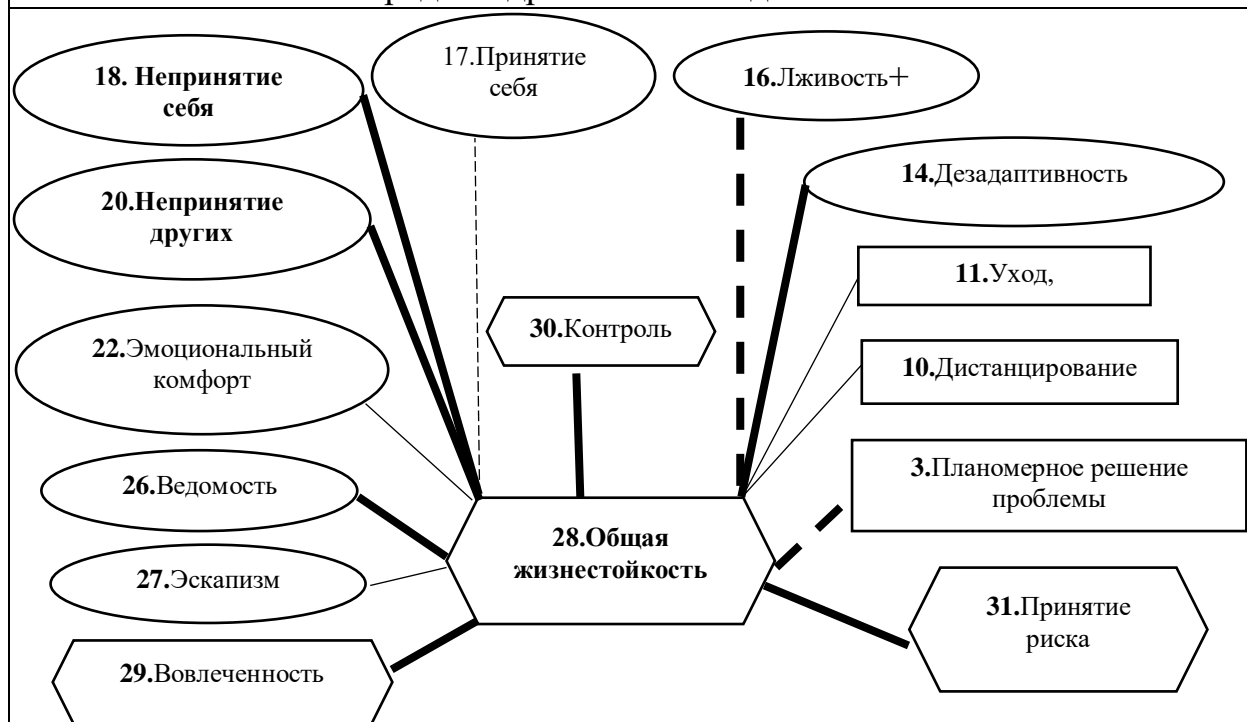 18. Непринятие
себя
17.Принятие
себя
16.Лживость+
14.Дезадаптивность
20.Непринятие
других
11.Уход,
30.Контроль
22.Эмоциональный
комфорт
10.Дистанцирование
3.Планомерное решение
проблемы
26.Ведомость
28.Общая
жизнестойкость
27.Эскапизм
31.Принятие
риска
29.Вовлеченность